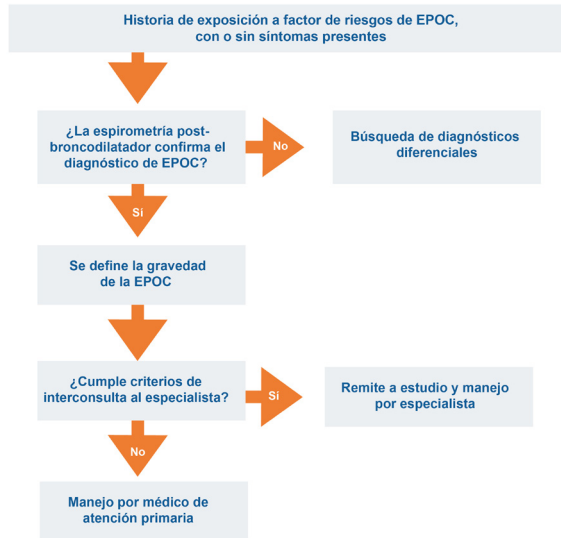 Historia de exposición a factor de riesgos de EPOC,
con o sin síntomas presentes
¿La espirometría post-
broncodilatador confirma el
diagnóstico de EPOC?
No
Búsqueda de diagnósticos
diferenciales
Sí
Se define la gravedad
de la EPOC
¿Cumple criterios de
interconsulta al especialista?
Sí
Remite a estudio y manejo
por especialista
No
Manejo por médico de
atención primaria